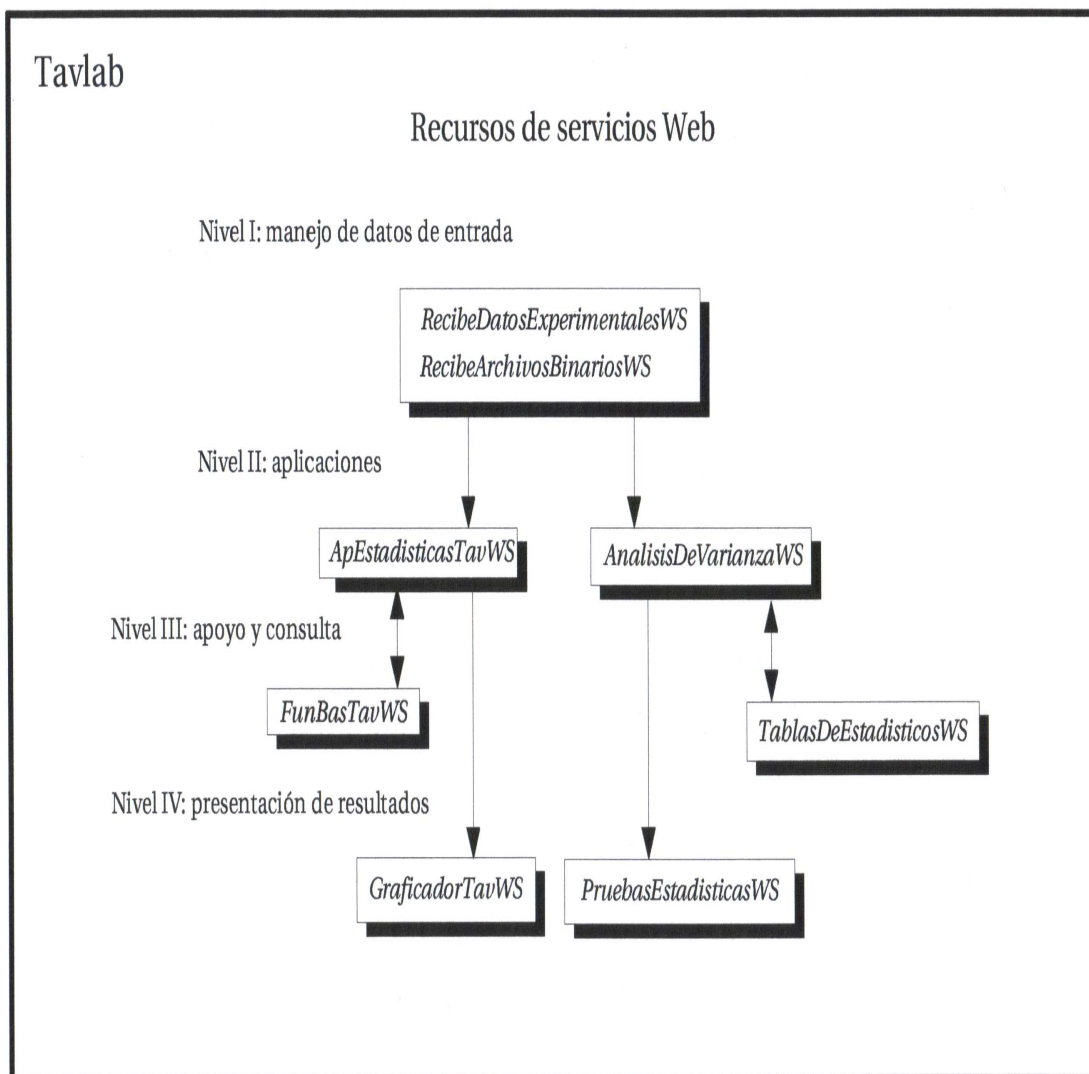 Tavlab
Recursos de servicios Web
Nivel I: manejo de datos de entrada
RecibeDatosExperimentalesWS
RecibeArchivosBinariosWS
Nivel II: aplicaciones
ApEstadisticasTavWS
AnalisisDeVarianzaWS
Nivel III: apoyo y consulta
FunBasTavWS
TablasDeEstadisticosWS
Nivel IV: presentación de resultados
GraficadorTavWS
PruebasEstadisticasWS